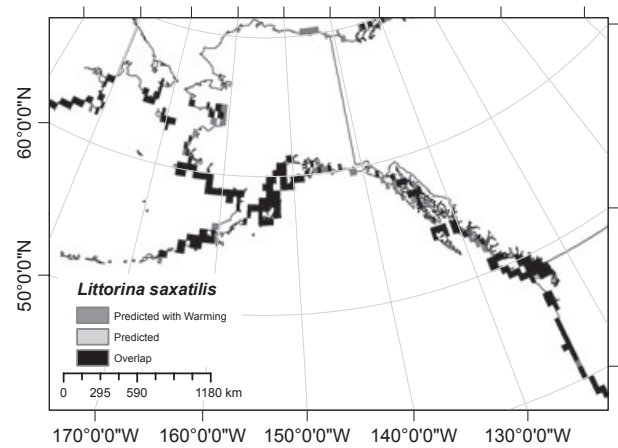 60°0'0"N
50°0'0"N
Littorina saxatilis
Predicted with Warming
Predicted
Overlap
0 295 590 1180 km
170°0'0"W 160°0'0"W 150°0'0"W 140°0'0"W 130°0'0"W